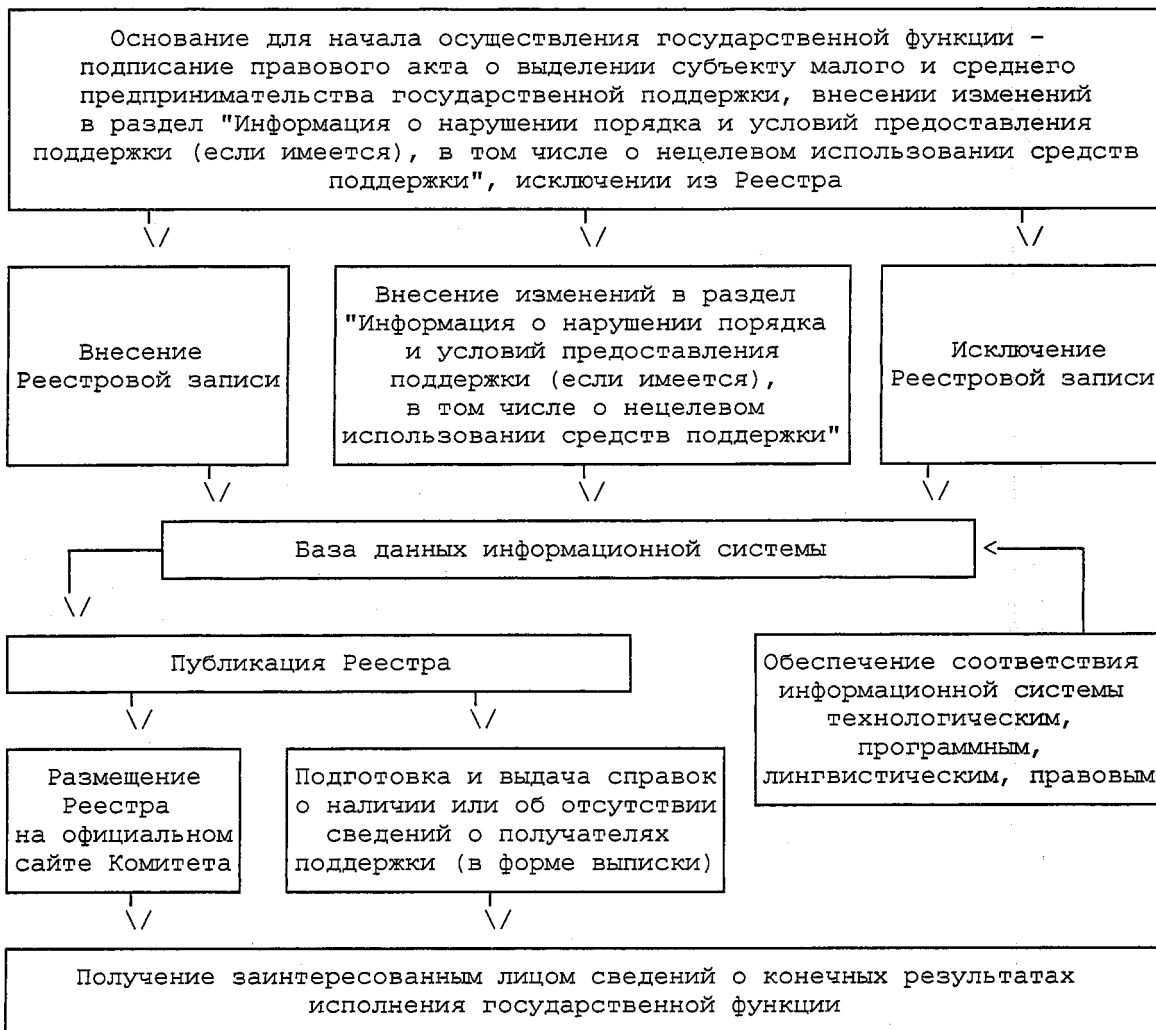 Основание для начала осуществления государственной функции -
подписание правового акта о выделении субъекту малого и среднего
предпринимательства государственной поддержки, внесении изменений
в раздел "Информация о нарушении порядка и условий предоставления
поддержки (если имеется), в том числе о нецелевом использовании средств
поддержки", исключении из Реестра
Внесение
Реестровой записи
Внесение изменений в раздел
"Информация о нарушении порядка
и условий предоставления
поддержки (если имеется),
в том числе о нецелевом
использовании средств поддержки"
Исключение
Реестровой записи
База данных информационной системы
Публикация Реестра
Обеспечение соответствия
информационной системы
технологическим,
программным,
лингвистическим, правовым
Размещение
Реестра
на официальном
сайте Комитета
Подготовка и выдача справок
о наличии или об отсутствии
сведений о получателях
поддержки (в форме выписки)
Получение заинтересованным лицом сведений о конечных результатах
исполнения государственной функции